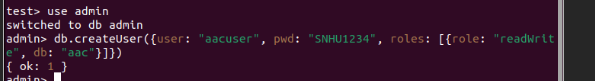 test> use admin
switched to db admin
admin> db.createUser({user: "aacuser", pwd: "SNHU1234", roles: [{role: "readWrit
e", db: "aac"}]})
{ ok: 1 }
admin>